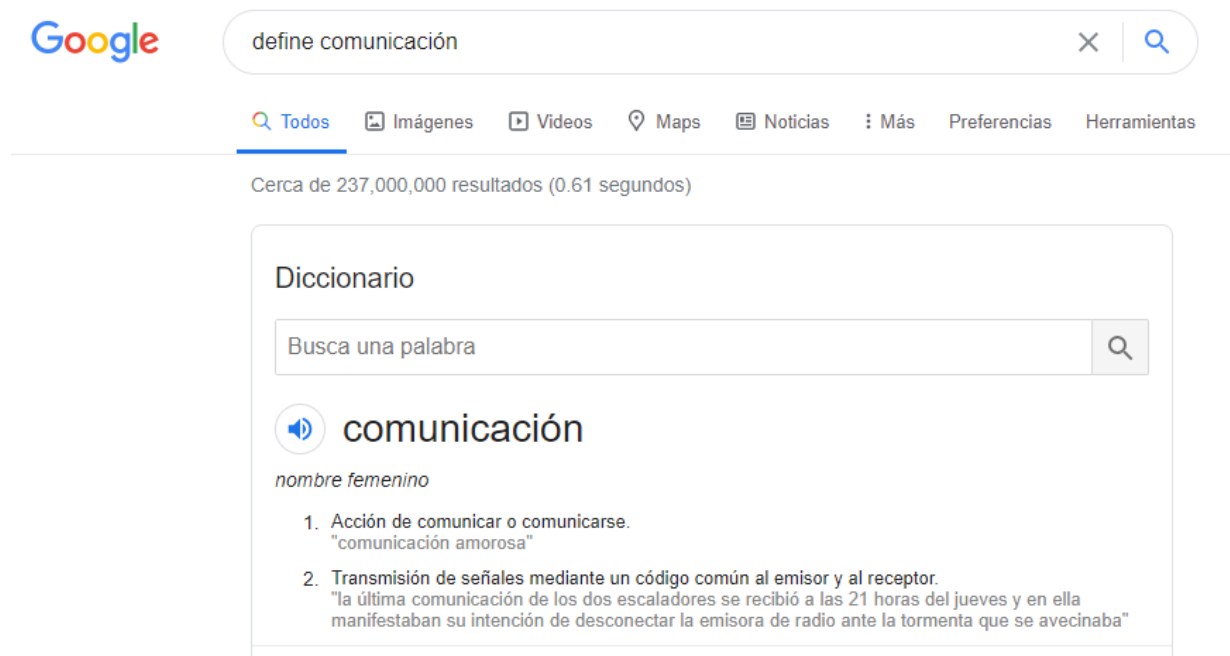 Google
define comunicación
Todos Imágenes Videos Maps Noticias Más Preferencias Herramientas
Cerca de 237,000,000 resultados (0.61 segundos)
Diccionario
Busca una palabra
comunicación
nombre femenino
1. Acción de comunicar o comunicarse.
"comunicación amorosa"
2. Transmisión de señales mediante un código común al emisor y al receptor.
"la última comunicación de los dos escaladores se recibió a las 21 horas del jueves y en ella
manifestaban su intención de desconectar la emisora de radio ante la tormenta que se avecinaba"